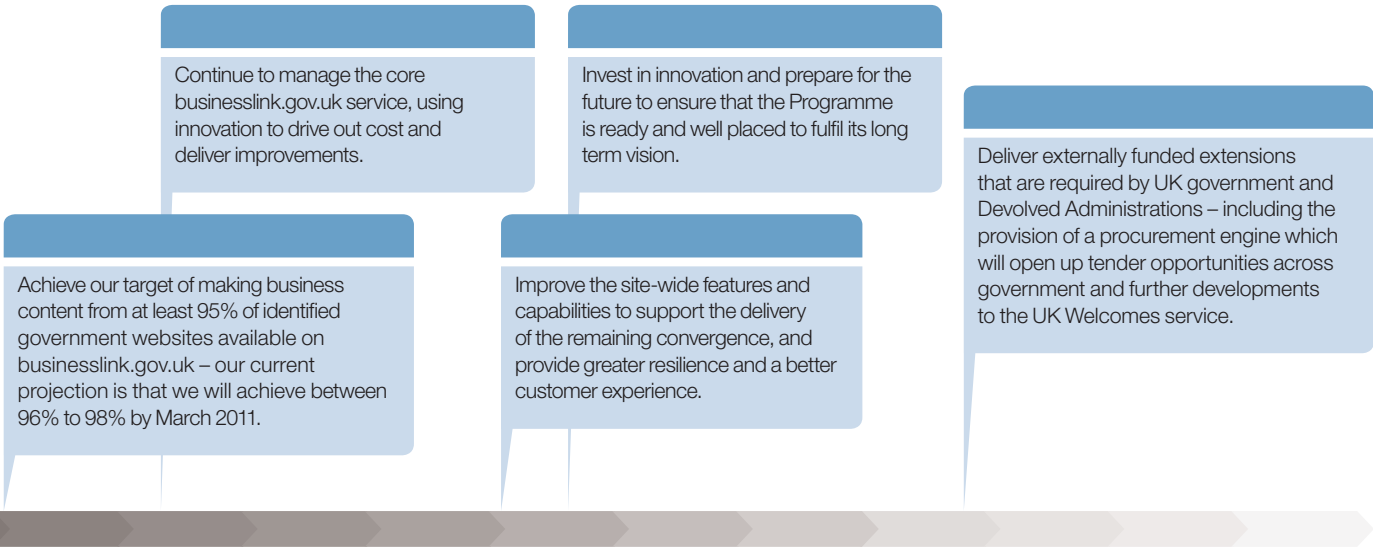 Continue to manage the core
businesslink.gov.uk service, using
innovation to drive out cost and
deliver improvements.
Invest in innovation and prepare for the
future to ensure that the Programme
is ready and well placed to fulfil its long
term vision.
Deliver externally funded extensions
that are required by UK government and
Devolved Administrations – including the
provision of a procurement engine which
will open up tender opportunities across
government and further developments
to the UK Welcomes service.
Achieve our target of making business
content from at least 95% of identified
government websites available on
businesslink.gov.uk – our current
projection is that we will achieve between
96% to 98% by March 2011.
Improve the site-wide features and
capabilities to support the delivery
of the remaining convergence, and
provide greater resilience and a better
customer experience.